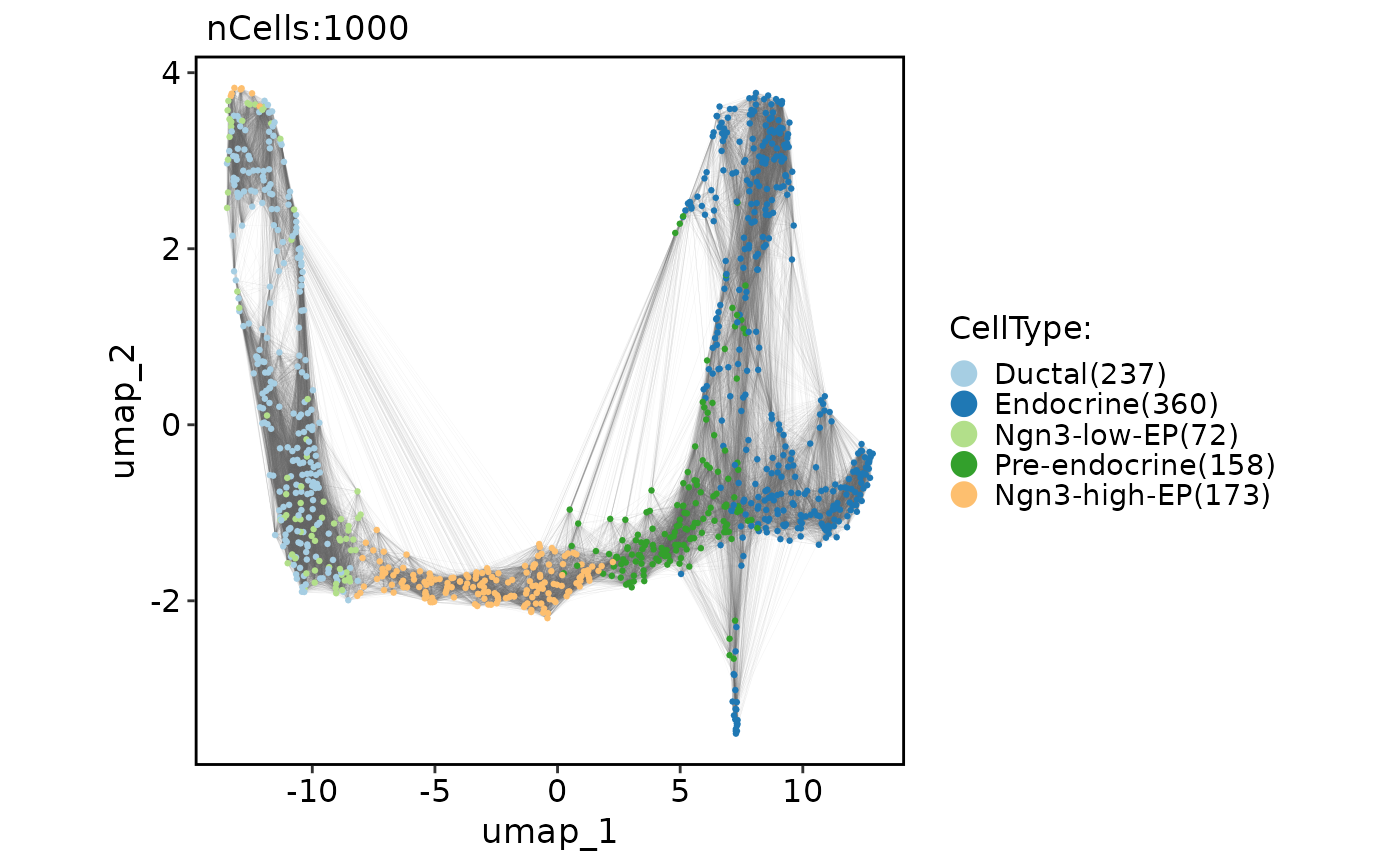 nCells:1000
4
2
0
-2
umap_2
-10
-5
0
5
10
umap_1
CellType:
Ductal(237)
Endocrine(360)
Ngn3-low-EP(72)
Pre-endocrine(158)
Ngn3-high-EP(173)